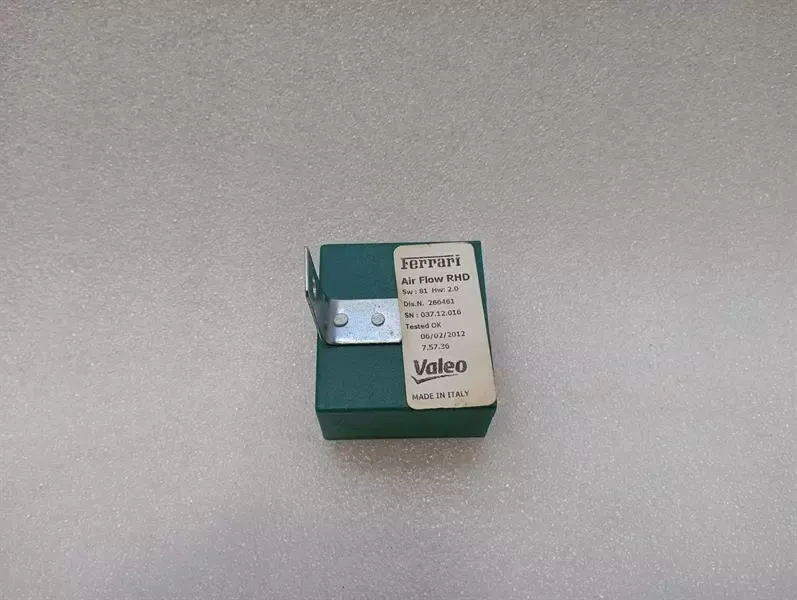 Ferrari
Air Flow RHD
Sw : 81 Hw: 2.0
Dis.N. 266461
SN : 037.12.016
Tested OK
06/02/2012
7.57.36
Valeo
MADE IN ITALY